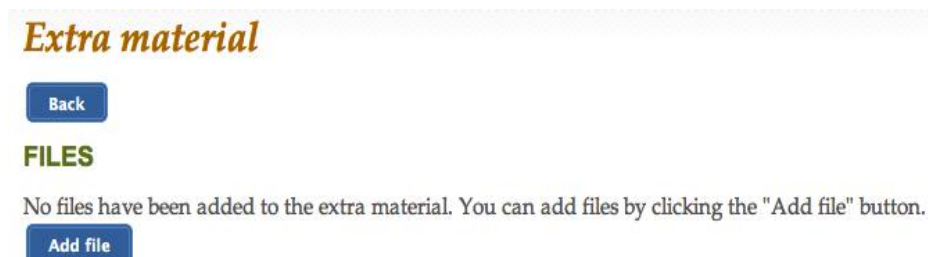 Extra material
Back
FILES
No files have been added to the extra material. You can add files by clicking the "Add file" button.
Add file